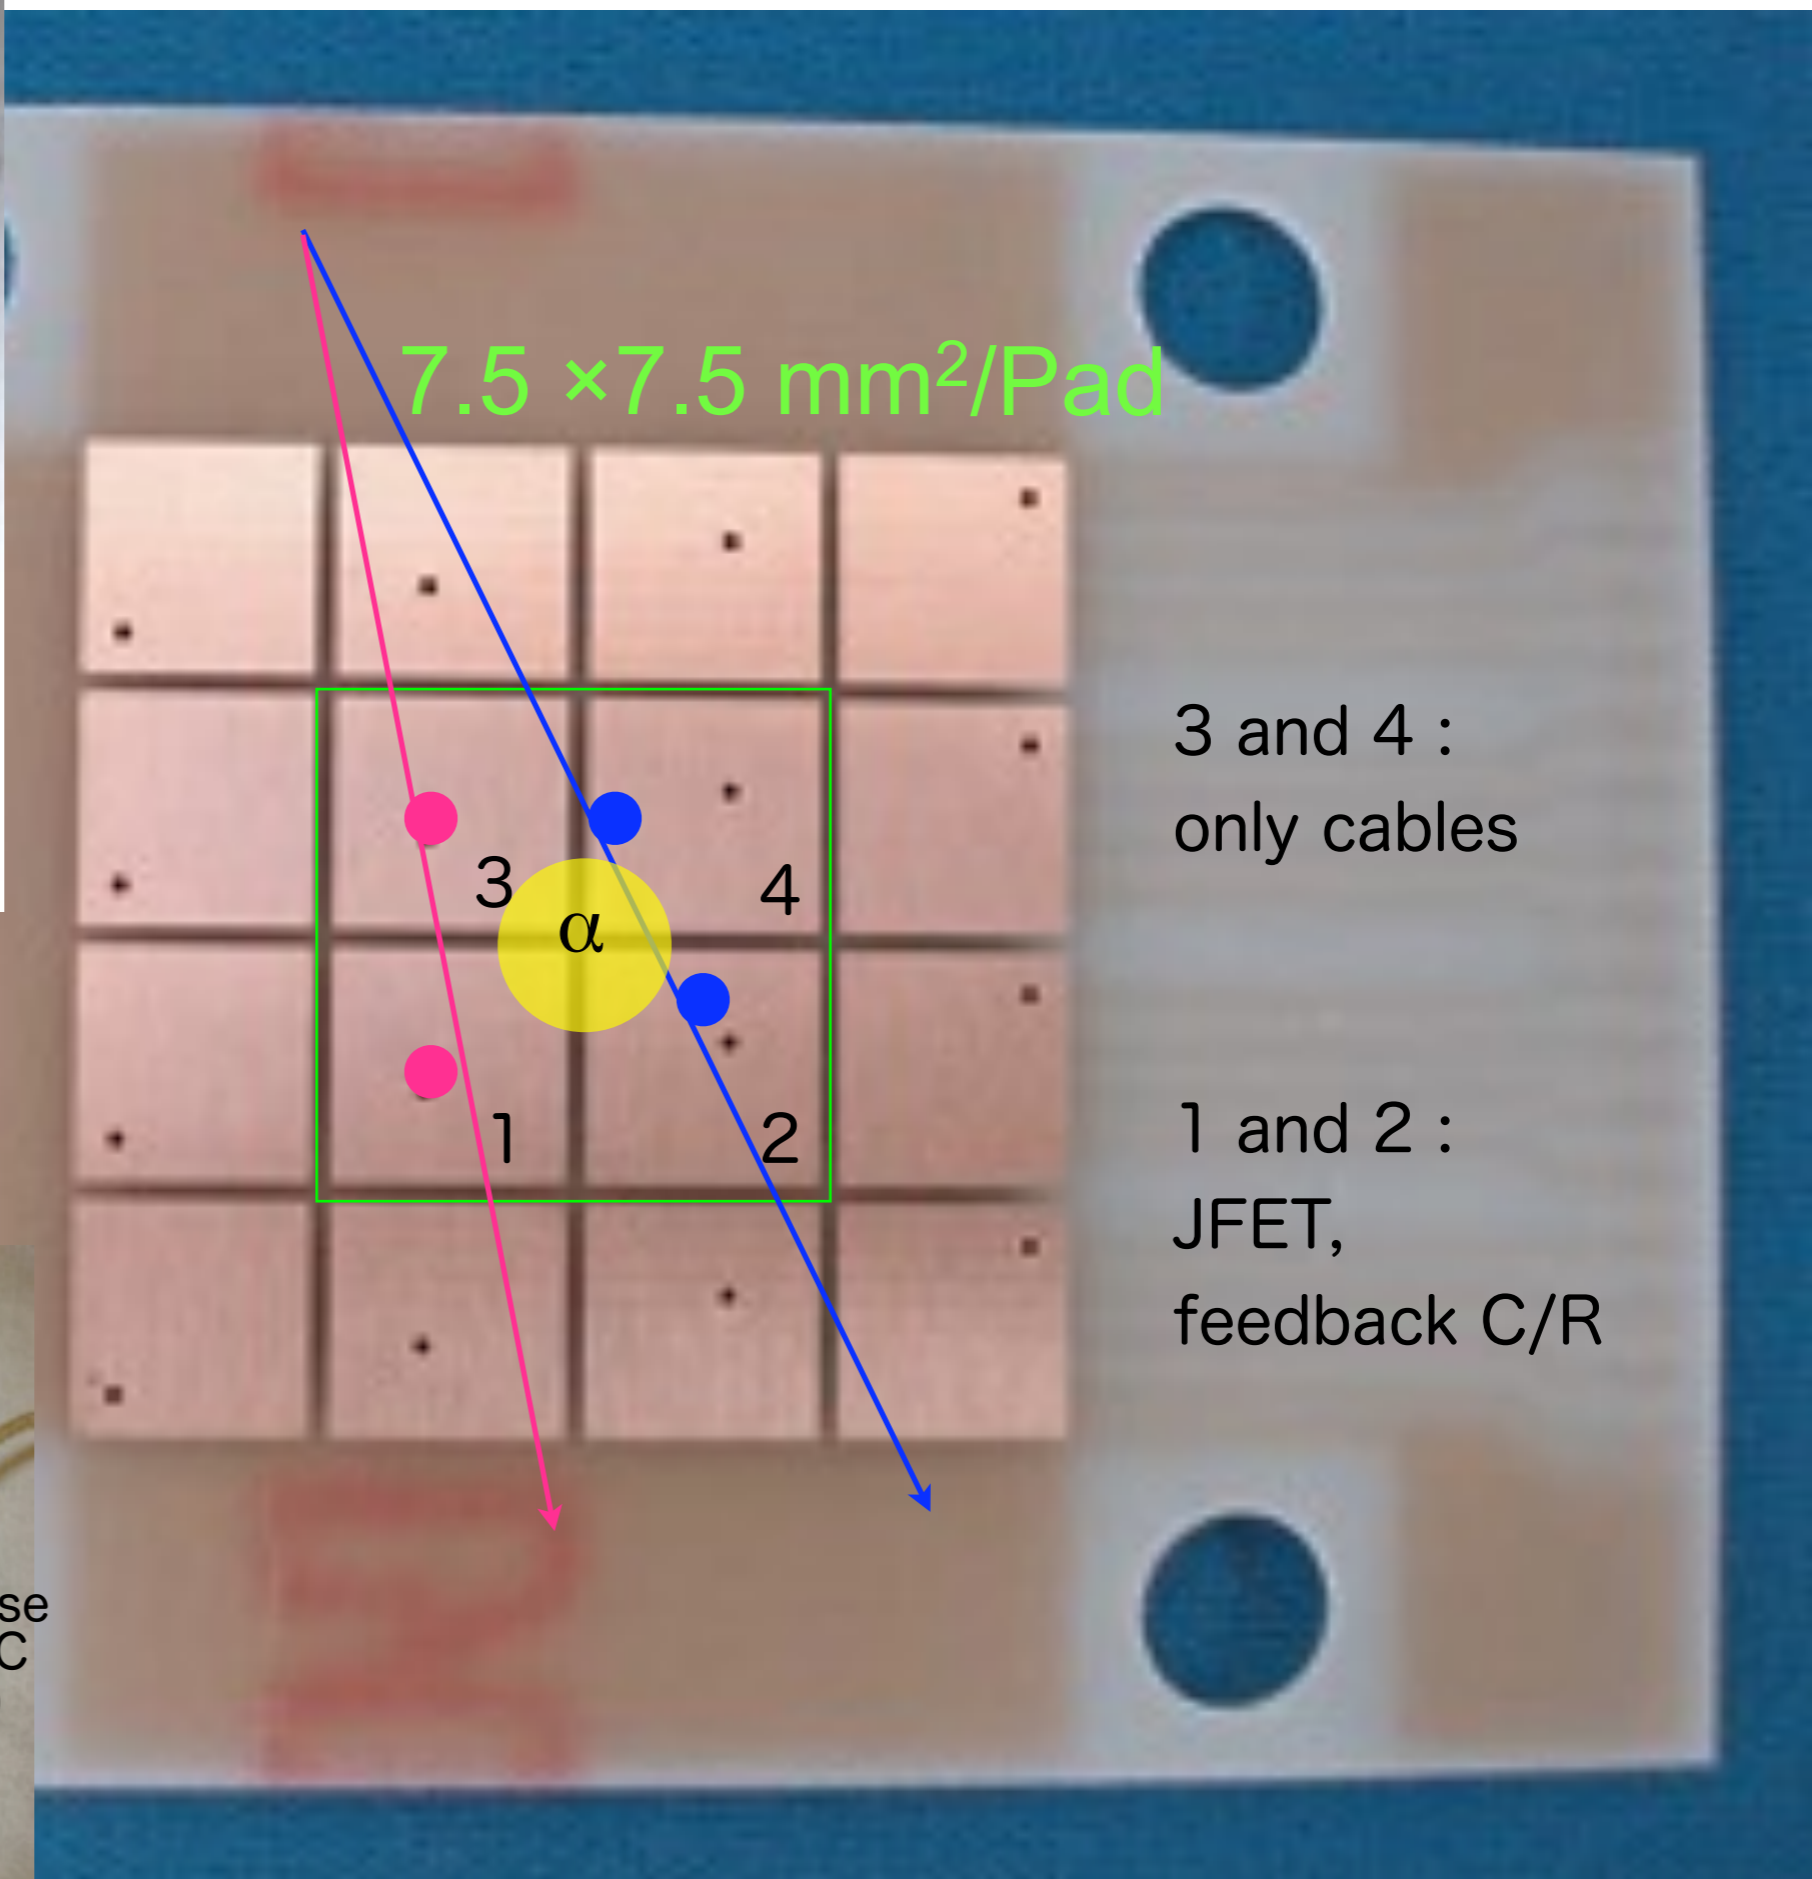 7.5 ×7.5 mm²/Pad
3 and 4 :
only cables
3
4
α
1
2
1 and 2 :
JFET,
feedback C/R
se
C